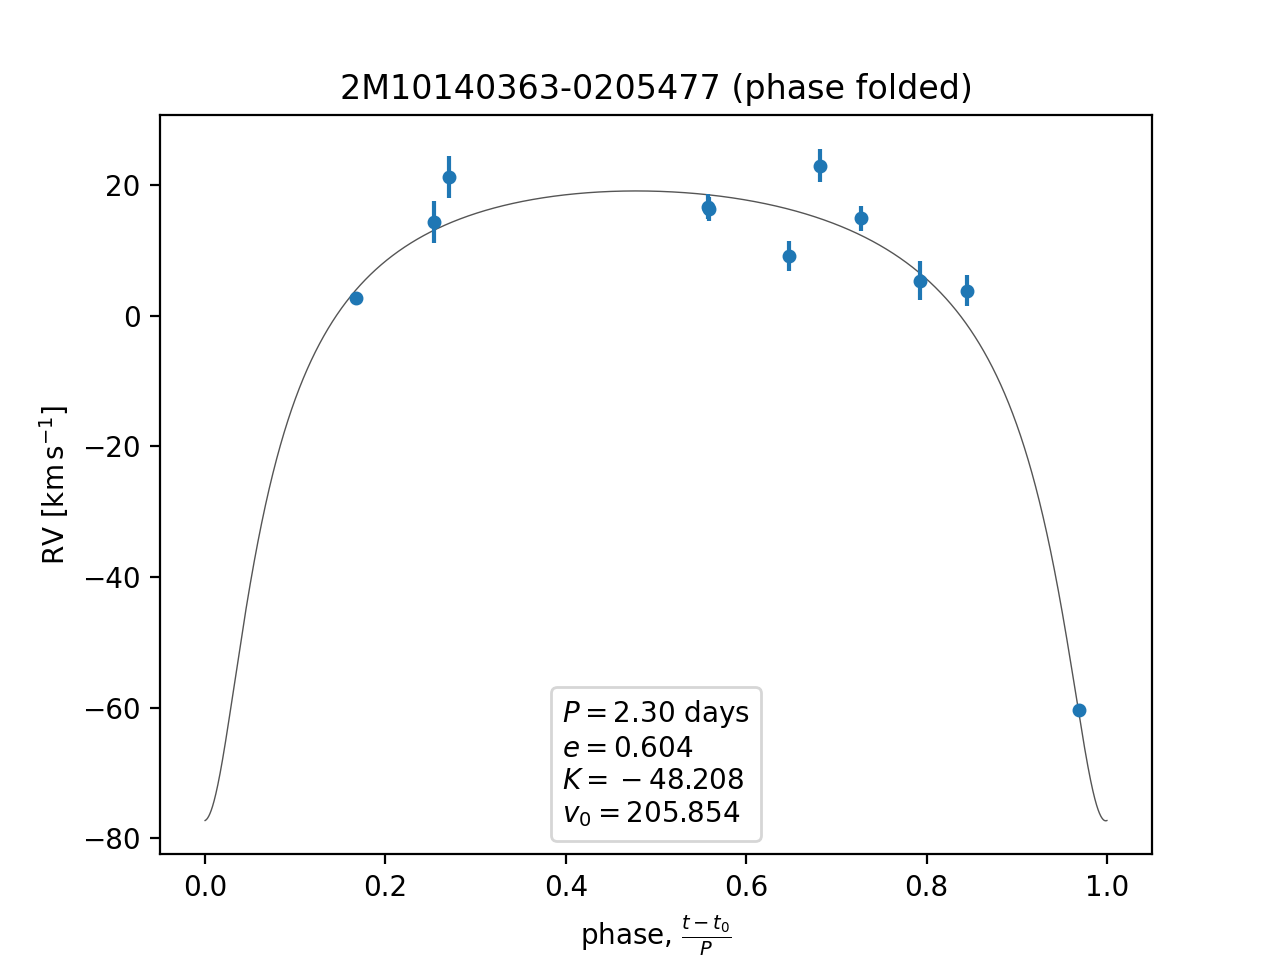 2M10140363-0205477 (phase folded)
20
0
−20
−40
−60
−80
RV [km s⁻¹]
P = 2.30 days
e = 0.604
K = −48.208
v₀ = 205.854
0.0 0.2 0.4 0.6 0.8 1.0
phase, (t − t₀)/P